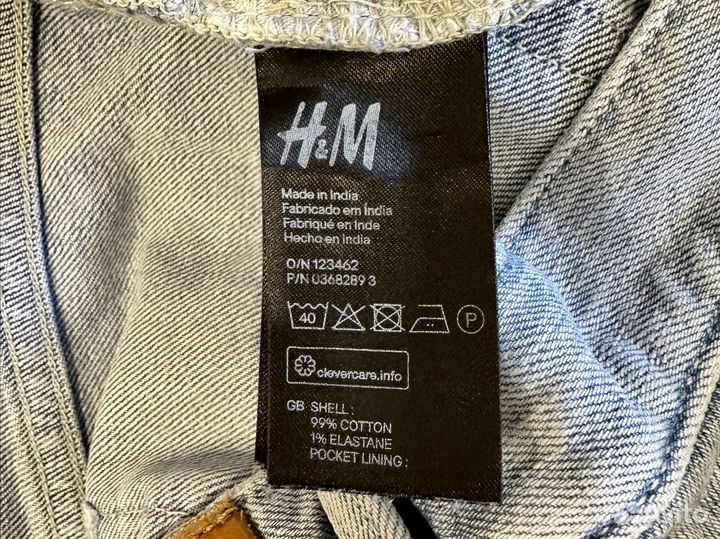 H&M
Made in India
Fabricado em Índia
Fabriqué en Inde
Hecho en India
O/N 123462
P/N 0368289 3
40 P
clevercare.info
GB SHELL :
99% COTTON
1% ELASTANE
POCKET LINING :